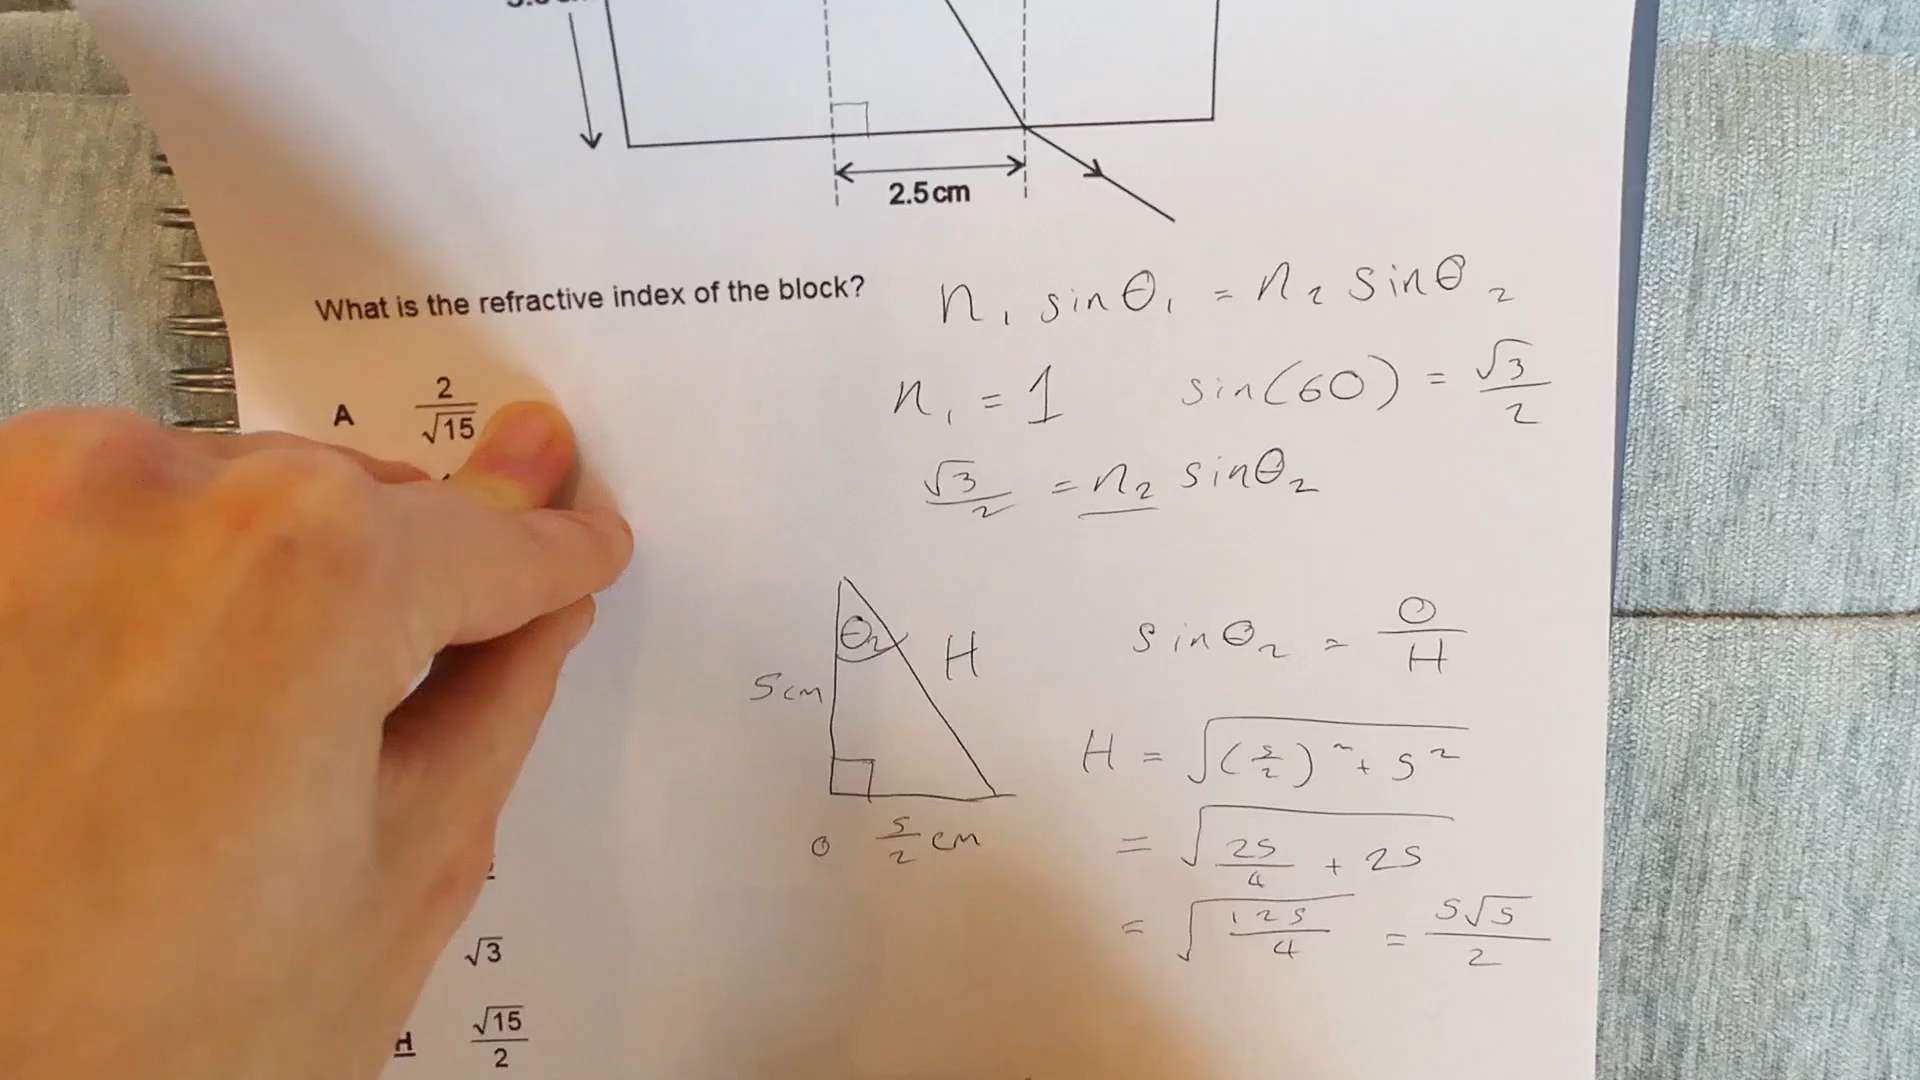 2.5 cm
What is the refractive index of the block?
n₁ sinθ₁ = n₂ sinθ₂
A 2/√15
n₁ = 1 sin(60) = √3/2
√3/2 = n₂ sinθ₂
θ₂ H
5cm
sinθ₂ = O/H
O 5/2 cm
H = √((5/2)² + 5²)
= √(25/4 + 25)
= √(125/4) = 5√5/2
√3
H √15/2